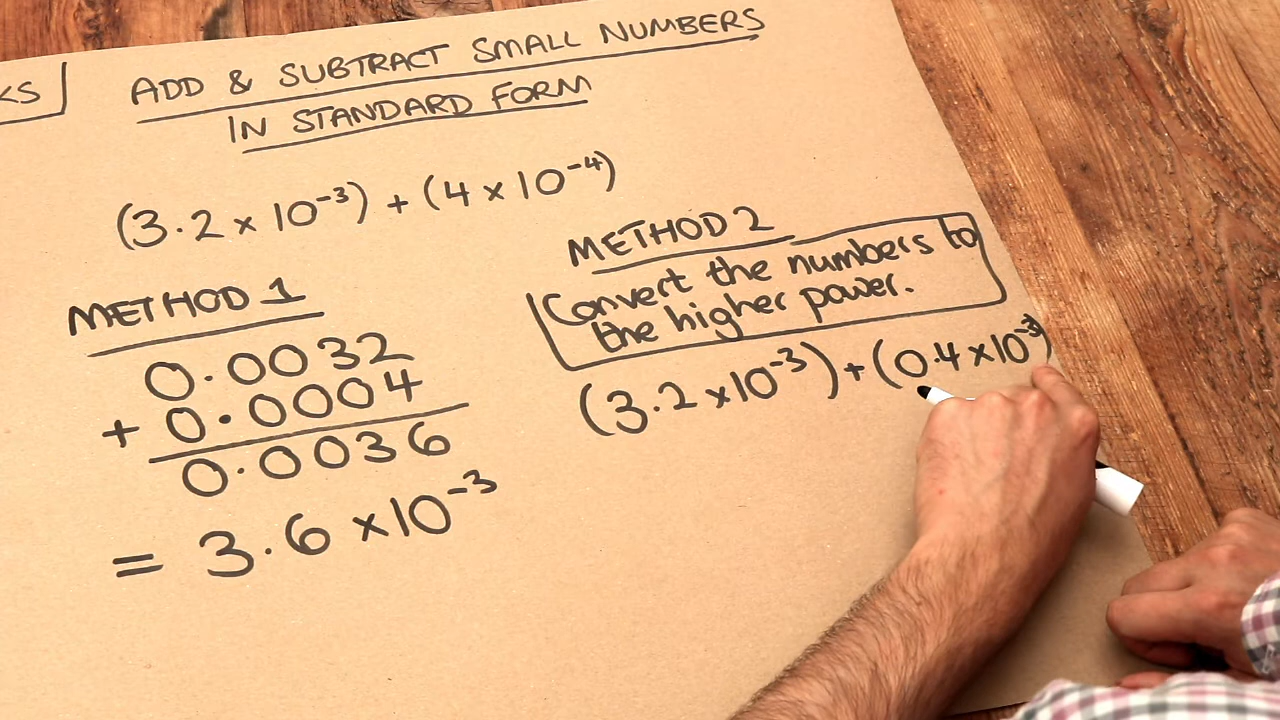 ADD & SUBTRACT SMALL NUMBERS
IN STANDARD FORM
(3.2 × 10⁻³) + (4 × 10⁻⁴)
METHOD 1
0.0032
+ 0.0004
0.0036
= 3.6 × 10⁻³
METHOD 2
Convert the numbers to
the higher power.
(3.2 × 10⁻³) + (0.4 × 10⁻³)